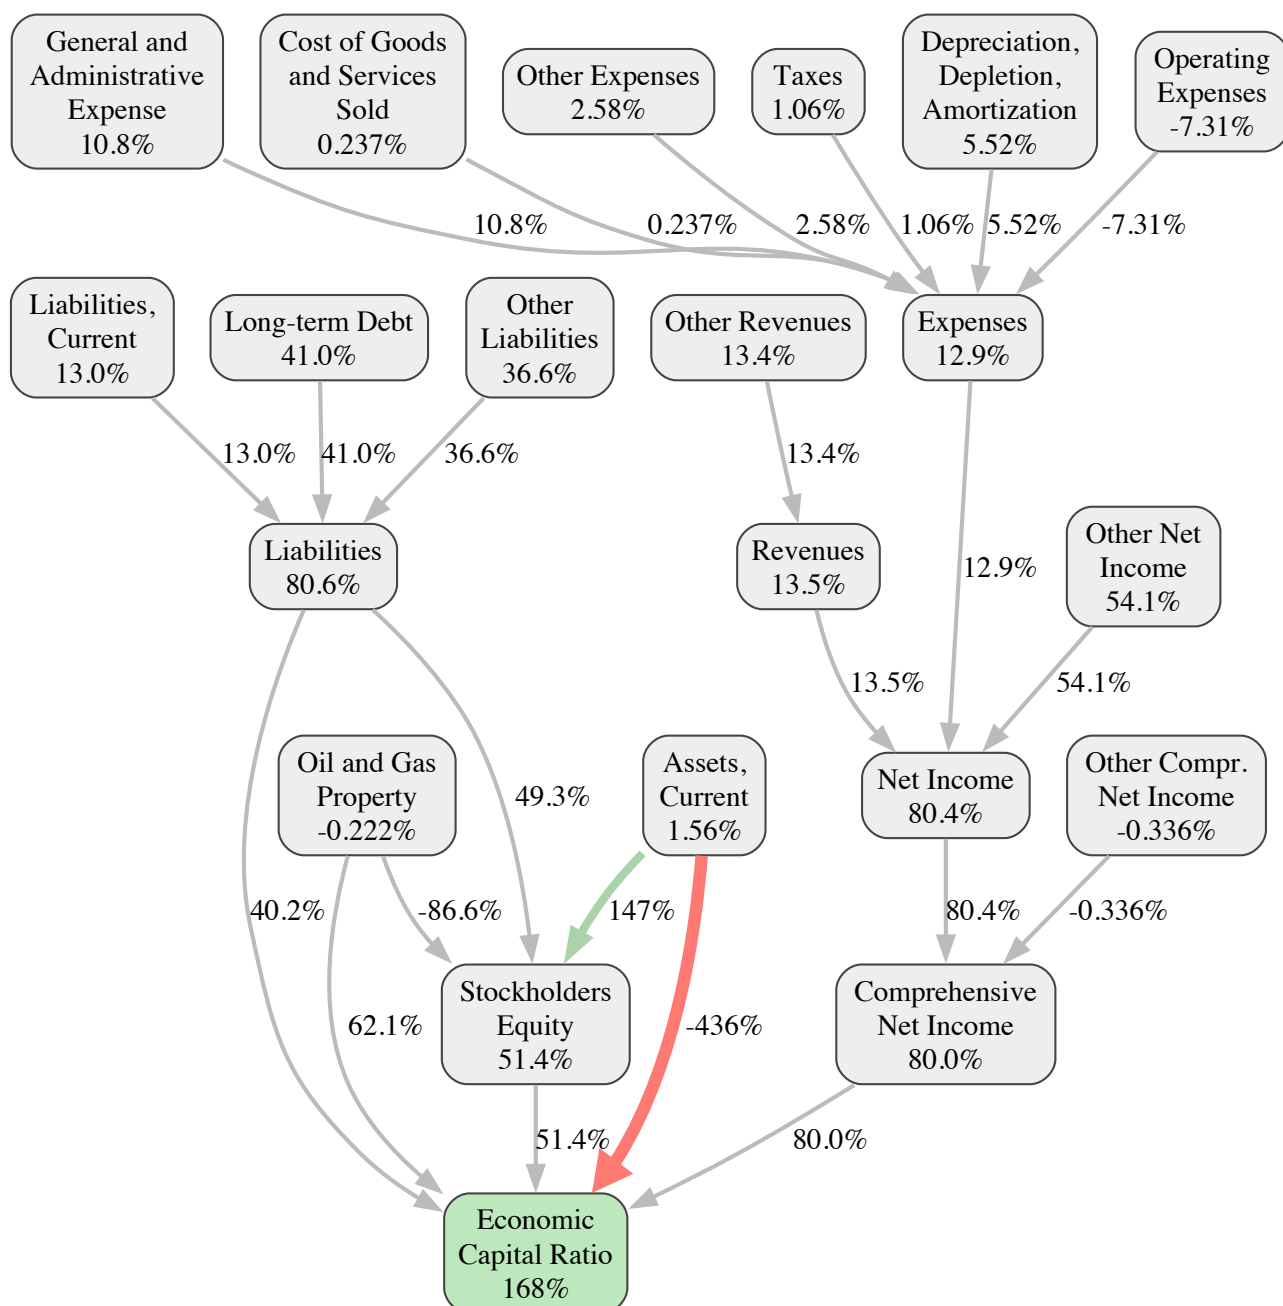 General and
Administrative
Expense
10.8%
Cost of Goods
and Services
Sold
0.237%
Other Expenses
2.58%
Taxes
1.06%
Depreciation,
Depletion,
Amortization
5.52%
Operating
Expenses
-7.31%
10.8%
0.237%
2.58%
1.06%
5.52%
-7.31%
Liabilities,
Current
13.0%
Long-term Debt
41.0%
Other
Liabilities
36.6%
Other Revenues
13.4%
Expenses
12.9%
13.0%
41.0%
36.6%
13.4%
Liabilities
80.6%
Revenues
13.5%
12.9%
Other Net
Income
54.1%
13.5%
54.1%
Oil and Gas
Property
-0.222%
49.3%
Assets,
Current
1.56%
Net Income
80.4%
Other Compr.
Net Income
-0.336%
40.2%
-86.6%
147%
80.4%
-0.336%
62.1%
Stockholders
Equity
51.4%
-436%
Comprehensive
Net Income
80.0%
51.4%
80.0%
Economic
Capital Ratio
168%